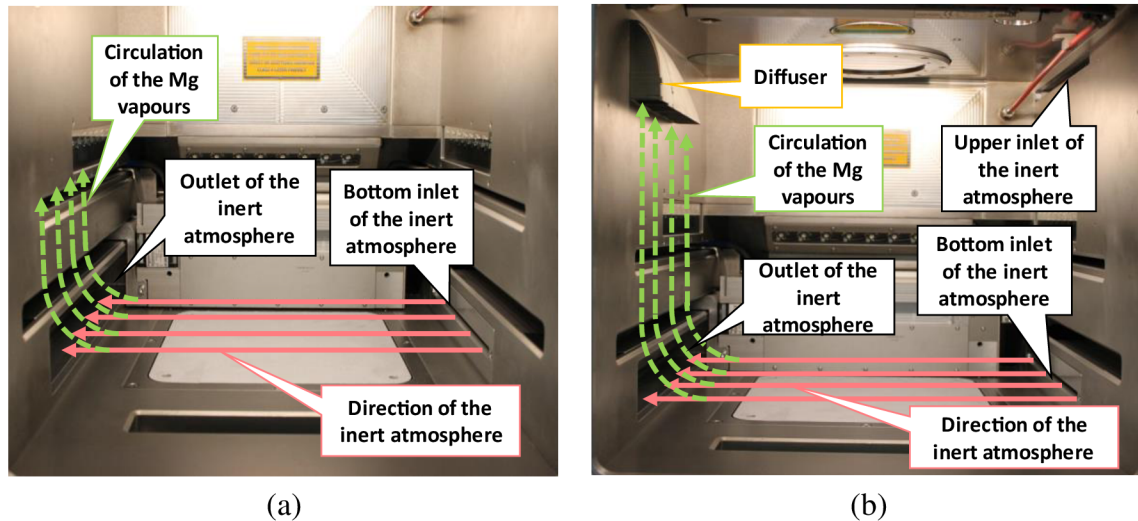 Circulation
of the Mg
vapours
Outlet of the
inert
atmosphere
Bottom inlet
of the inert
atmosphere
Direction of the
inert atmosphere
(a)
Diffuser
Circulation
of the Mg
vapours
Upper inlet of
the inert
atmosphere
Bottom inlet
of the inert
atmosphere
Outlet of the
inert
atmosphere
Direction of the
inert atmosphere
(b)